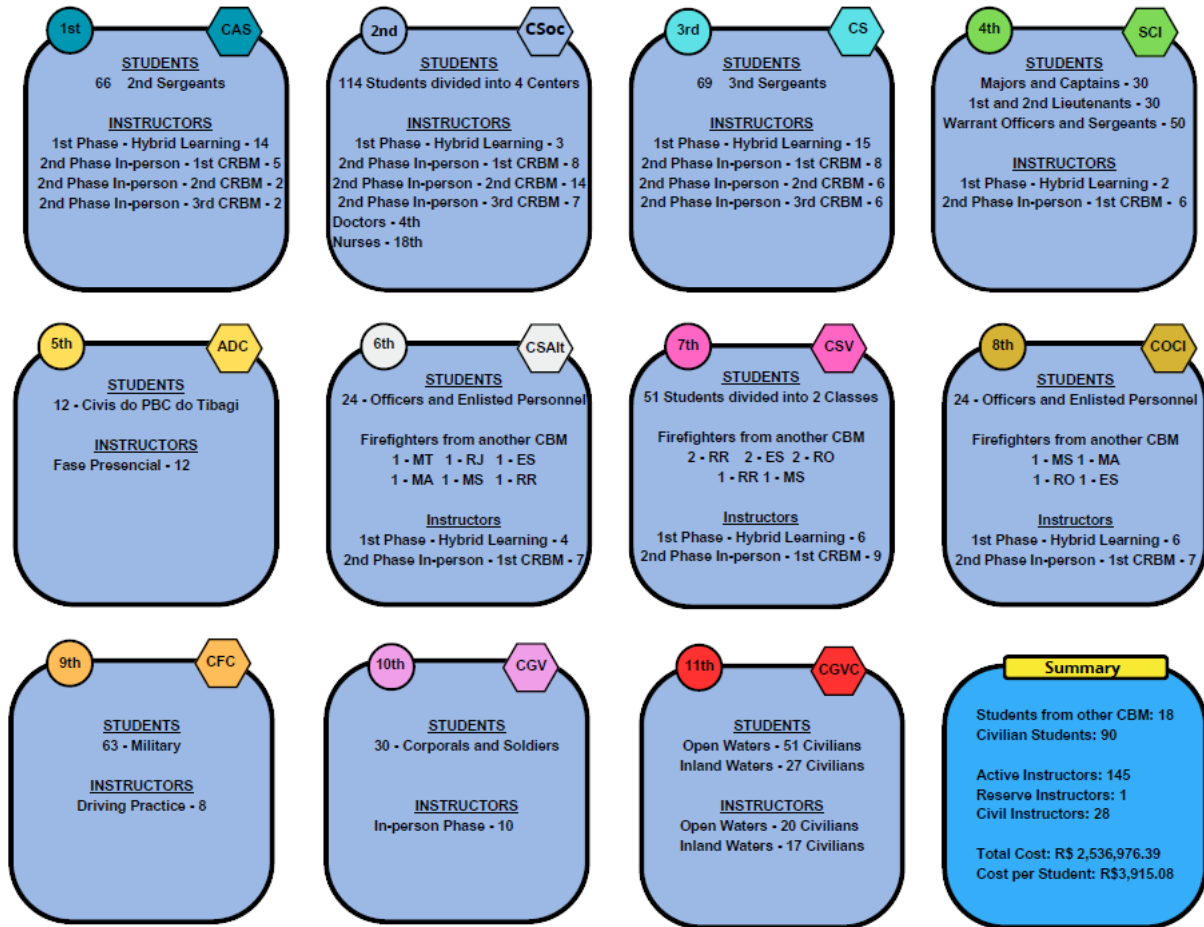 1st
CAS
STUDENTS
66 2nd Sergeants
INSTRUCTORS
1st Phase - Hybrid Learning - 14
2nd Phase In-person - 1st CRBM - 5
2nd Phase In-person - 2nd CRBM - 2
2nd Phase In-person - 3rd CRBM - 2
2nd
CSoc
STUDENTS
114 Students divided into 4 Centers
INSTRUCTORS
1st Phase - Hybrid Learning - 3
2nd Phase In-person - 1st CRBM - 8
2nd Phase In-person - 2nd CRBM - 14
2nd Phase In-person - 3rd CRBM - 7
Doctors - 4th
Nurses - 18th
3rd
CS
STUDENTS
69 3nd Sergeants
INSTRUCTORS
1st Phase - Hybrid Learning - 15
2nd Phase In-person - 1st CRBM - 8
2nd Phase In-person - 2nd CRBM - 6
2nd Phase In-person - 3rd CRBM - 6
4th
SCI
STUDENTS
Majors and Captains - 30
1st and 2nd Lieutenants - 30
Warrant Officers and Sergeants - 50
INSTRUCTORS
1st Phase - Hybrid Learning - 2
2nd Phase In-person - 1st CRBM - 6
5th
ADC
STUDENTS
12 - Civis do PBC do Tibagi
INSTRUCTORS
Fase Presencial - 12
6th
CSAlt
STUDENTS
24 - Officers and Enlisted Personnel
Firefighters from another CBM
1 - MT 1 - RJ 1 - ES
1 - MA 1 - MS 1 - RR
Instructors
1st Phase - Hybrid Learning - 4
2nd Phase In-person - 1st CRBM - 7
7th
CSV
STUDENTS
51 Students divided into 2 Classes
Firefighters from another CBM
2 - RR 2 - ES 2 - RO
1 - RR 1 - MS
Instructors
1st Phase - Hybrid Learning - 6
2nd Phase In-person - 1st CRBM - 9
8th
COCI
STUDENTS
24 - Officers and Enlisted Personnel
Firefighters from another CBM
1 - MS 1 - MA
1 - RO 1 - ES
Instructors
1st Phase - Hybrid Learning - 6
2nd Phase In-person - 1st CRBM - 7
9th
CFC
STUDENTS
63 - Military
INSTRUCTORS
Driving Practice - 8
10th
CGV
STUDENTS
30 - Corporals and Soldiers
INSTRUCTORS
In-person Phase - 10
11th
CGVC
STUDENTS
Open Waters - 51 Civilians
Inland Waters - 27 Civilians
INSTRUCTORS
Open Waters - 20 Civilians
Inland Waters - 17 Civilians
Summary
Students from other CBM: 18
Civilian Students: 90
Active Instructors: 145
Reserve Instructors: 1
Civil Instructors: 28
Total Cost: R$ 2,536,976.39
Cost per Student: R$3,915.08